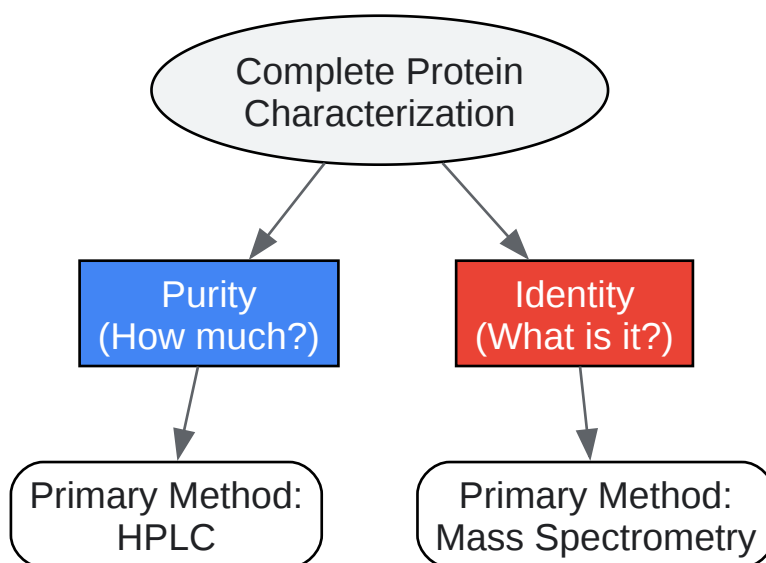 Complete Protein
Characterization
Purity
(How much?)
Identity
(What is it?)
Primary Method:
HPLC
Primary Method:
Mass Spectrometry